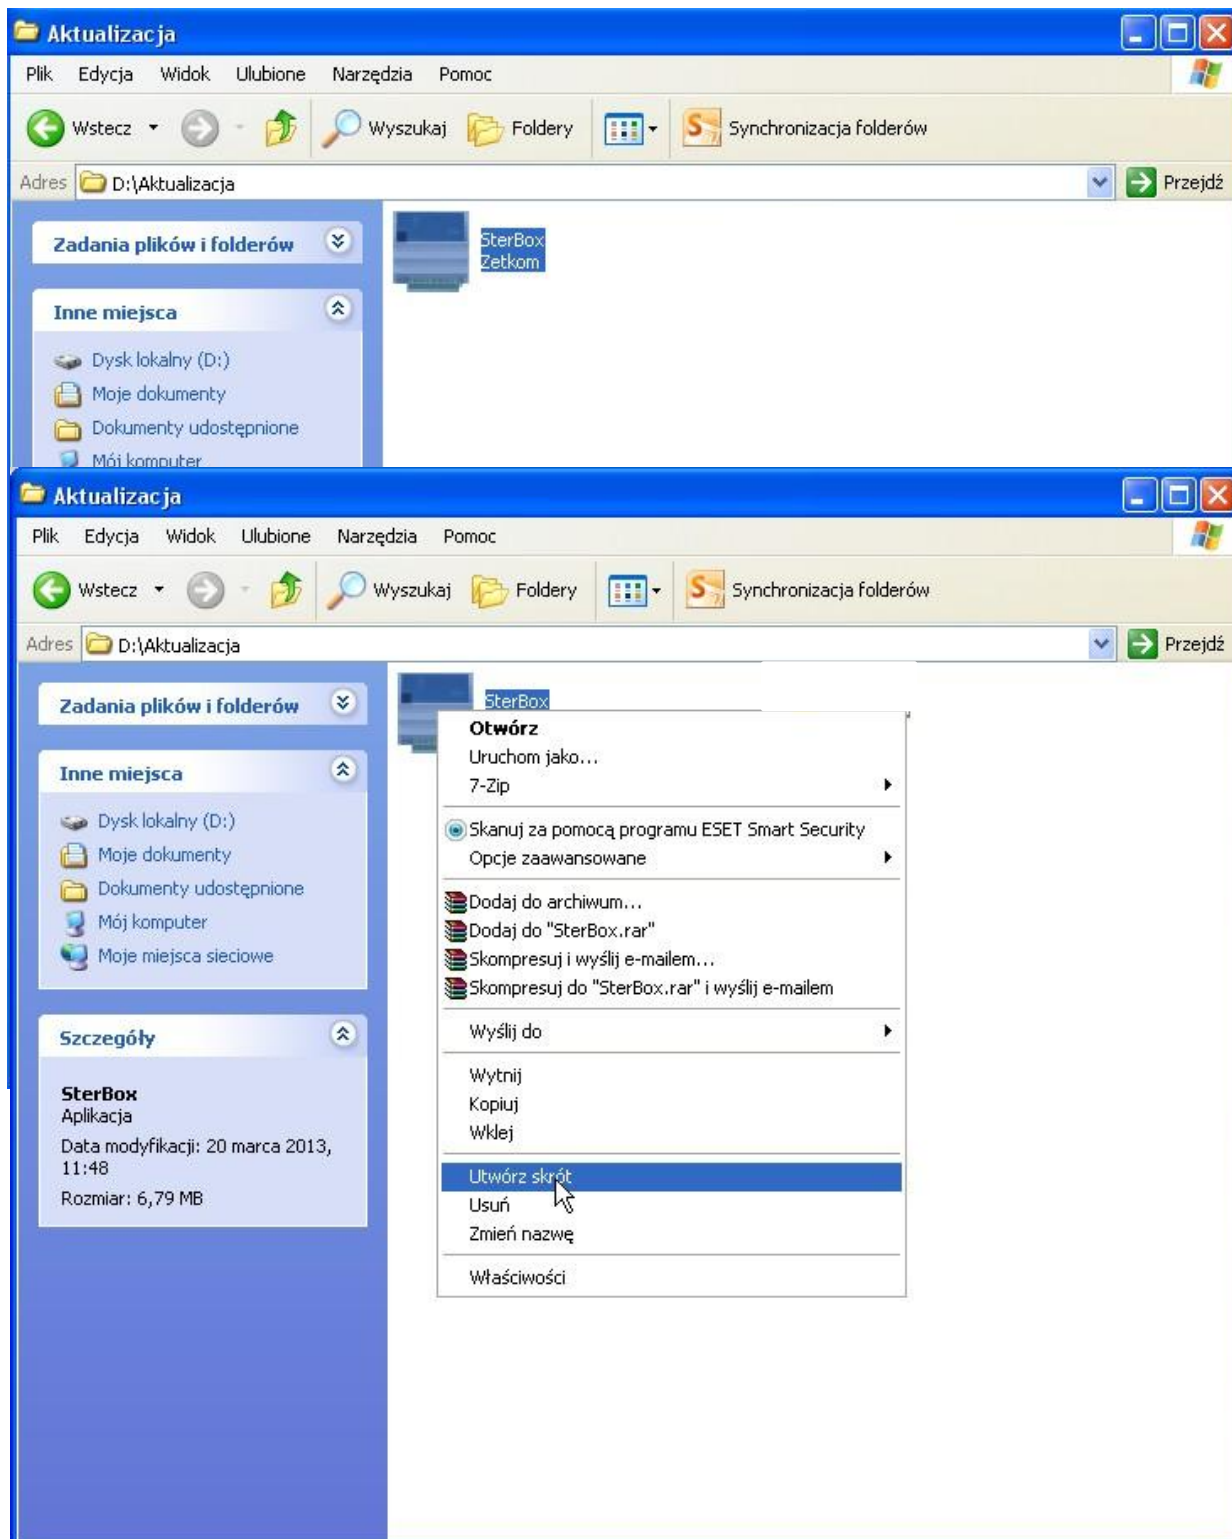 Aktualizacja
Plik Edycja Widok Ulubione Narzędzia Pomoc
Wstecz Wyszukaj Foldery Synchronizacja folderów
Adres D:\Aktualizacja Przejdź
Zadania plików i folderów
Inne miejsca
Dysk lokalny (D:)
Moje dokumenty
Dokumenty udostępnione
Mój komputer
SterBox
Zetkom
Aktualizacja
Plik Edycja Widok Ulubione Narzędzia Pomoc
Wstecz Wyszukaj Foldery Synchronizacja folderów
Adres D:\Aktualizacja Przejdź
Zadania plików i folderów
Inne miejsca
Dysk lokalny (D:)
Moje dokumenty
Dokumenty udostępnione
Mój komputer
Moje miejsca sieciowe
Szczegóły
SterBox
Aplikacja
Data modyfikacji: 20 marca 2013,
11:48
Rozmiar: 6,79 MB
SterBox
Otwórz
Uruchom jako...
7-Zip
Skanuj za pomocą programu ESET Smart Security
Opcje zaawansowane
Dodaj do archiwum...
Dodaj do "SterBox.rar"
Skompresuj i wyślij e-mailem...
Skompresuj do "SterBox.rar" i wyślij e-mailem
Wyślij do
Wytnij
Kopiuj
Wklej
Utwórz skrót
Usuń
Zmień nazwę
Właściwości